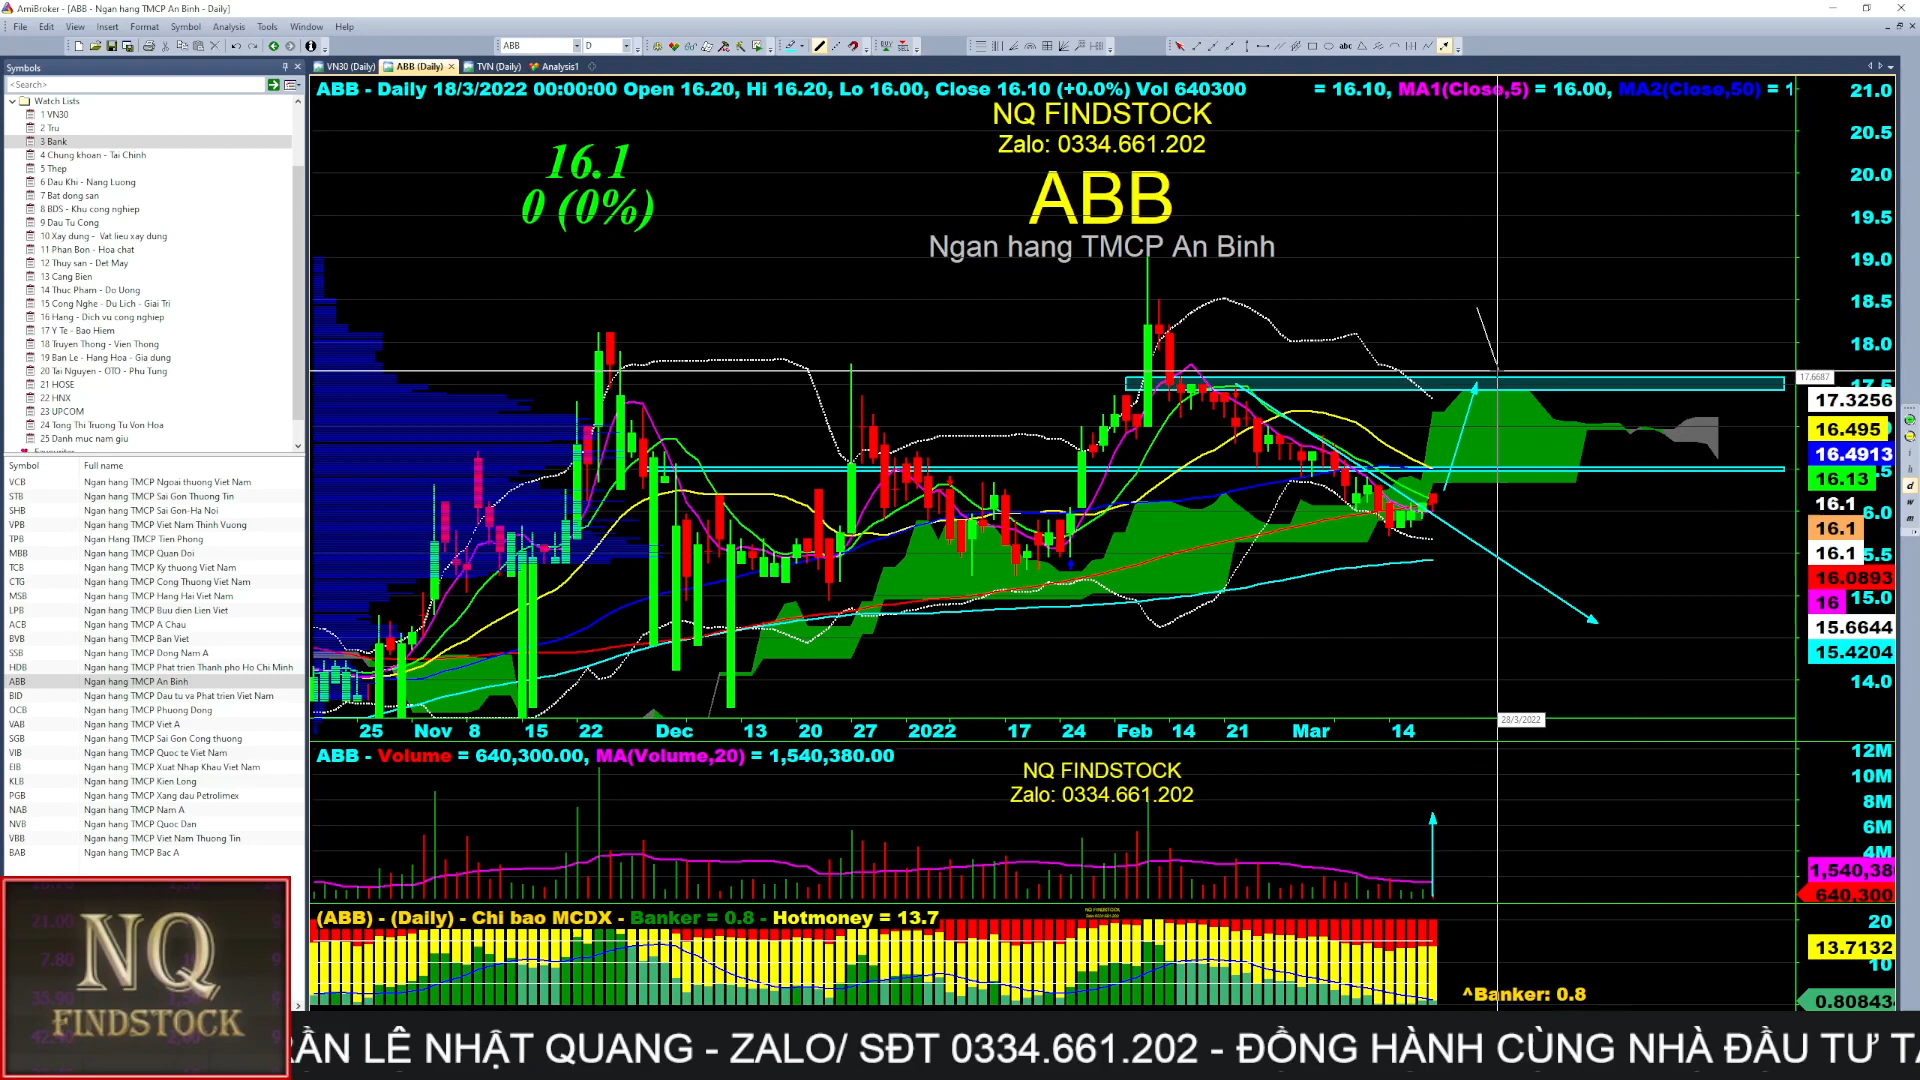 AmiBroker - [ABB - Ngan hang TMCP An Binh - Daily]
File Edit View Insert Format Symbol Analysis Tools Window Help
ABB D
Symbols
VN30 (Daily) ABB (Daily) TVN (Daily) Analysis1
<Search>
Watch Lists
1 VN30
2 Tru
3 Bank
4 Chung khoan - Tai Chinh
5 Thep
6 Dau Khi - Nang Luong
7 Bat dong san
8 BDS - Khu cong nghiep
9 Dau Tu Cong
10 Xay dung - Vat lieu xay dung
11 Phan Bon - Hoa chat
12 Thuy san - Det May
13 Cang Bien
14 Thuc Pham - Do Uong
15 Cong Nghe - Du Lich - Giai Tri
16 Hang - Dich vu cong nghiep
17 Y Te - Bao Hiem
18 Truyen Thong - Vien Thong
19 Ban Le - Hang Hoa - Gia dung
20 Tai Nguyen - OTO - Phu Tung
21 HOSE
22 HNX
23 UPCOM
24 Tong Thi Truong Tu Von Hoa
25 Danh muc nam giu
Symbol Full name
VCB Ngan hang TMCP Ngoai thuong Viet Nam
STB Ngan hang TMCP Sai Gon Thuong Tin
SHB Ngan hang TMCP Sai Gon-Ha Noi
VPB Ngan hang TMCP Viet Nam Thinh Vuong
TPB Ngan Hang TMCP Tien Phong
MBB Ngan hang TMCP Quan Doi
TCB Ngan hang TMCP Ky thuong Viet Nam
CTG Ngan hang TMCP Cong Thuong Viet Nam
MSB Ngan hang TMCP Hang Hai Viet Nam
LPB Ngan hang TMCP Buu dien Lien Viet
ACB Ngan hang TMCP A Chau
BVB Ngan hang TMCP Ban Viet
SSB Ngan hang TMCP Dong Nam A
HDB Ngan hang TMCP Phat trien Thanh pho Ho Chi Minh
ABB Ngan hang TMCP An Binh
BID Ngan hang TMCP Dau tu va Phat trien Viet Nam
OCB Ngan hang TMCP Phuong Dong
VAB Ngan hang TMCP Viet A
SGB Ngan hang TMCP Sai Gon Cong thuong
VIB Ngan hang TMCP Quoc te Viet Nam
EIB Ngan hang TMCP Xuat Nhap Khau Viet Nam
KLB Ngan hang TMCP Kien Long
PGB Ngan hang TMCP Xang dau Petrolimex
NAB Ngan hang TMCP Nam A
NVB Ngan hang TMCP Quoc Dan
VBB Ngan hang TMCP Viet Nam Thuong Tin
BAB Ngan hang TMCP Bac A
NQ
FINDSTOCK
ABB - Daily 18/3/2022 00:00:00 Open 16.20, Hi 16.20, Lo 16.00, Close 16.10 (+0.0%) Vol 640300 = 16.10, MA1(Close,5) = 16.00, MA2(Close,50) = 1
NQ FINDSTOCK
Zalo: 0334.661.202
ABB
Ngan hang TMCP An Binh
16.1
0 (0%)
21.0
20.5
20.0
19.5
19.0
18.5
18.0
17.6687
17.5
17.3256
16.495
16.4913
16.13
16.1
16.1
16.1
16.0893
16 15.0
15.6644
15.4204
14.0
28/3/2022
25 Nov 8 15 22 Dec 13 20 27 2022 17 24 Feb 14 21 Mar 14
ABB - Volume = 640,300.00, MA(Volume,20) = 1,540,380.00
NQ FINDSTOCK
Zalo: 0334.661.202
12M
10M
8M
6M
4M
1,540,38
640,300
(ABB) - (Daily) - Chi bao MCDX - Banker = 0.8 - Hotmoney = 13.7
^Banker: 0.8
20
13.7132
10
0.80843
RẦN LÊ NHẬT QUANG - ZALO/ SĐT 0334.661.202 - ĐỒNG HÀNH CÙNG NHÀ ĐẦU TƯ TẠ